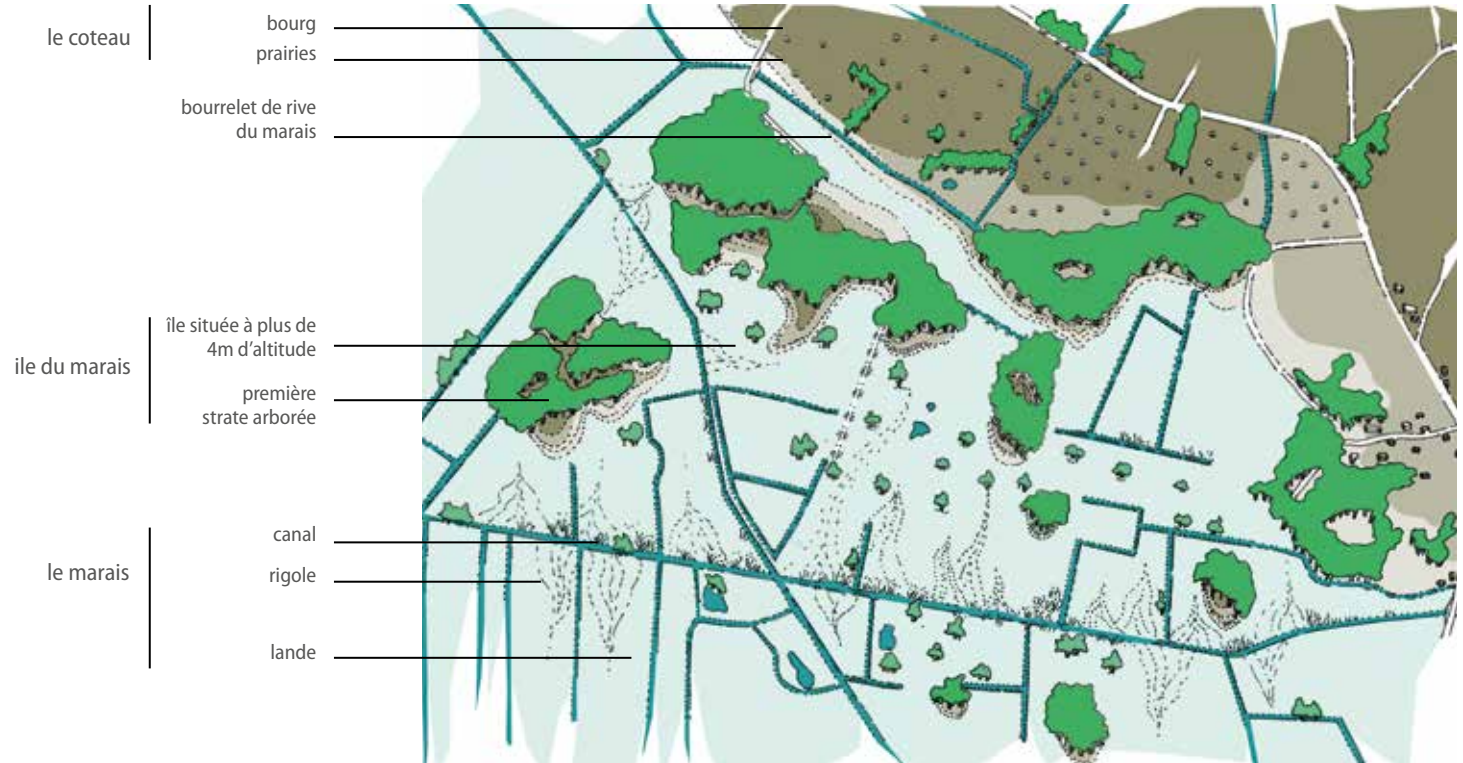 le coteau
bourg
prairies
bourrelet de rive
du marais
ile du marais
île située à plus de
4m d'altitude
première
strate arborée
le marais
canal
rigole
lande